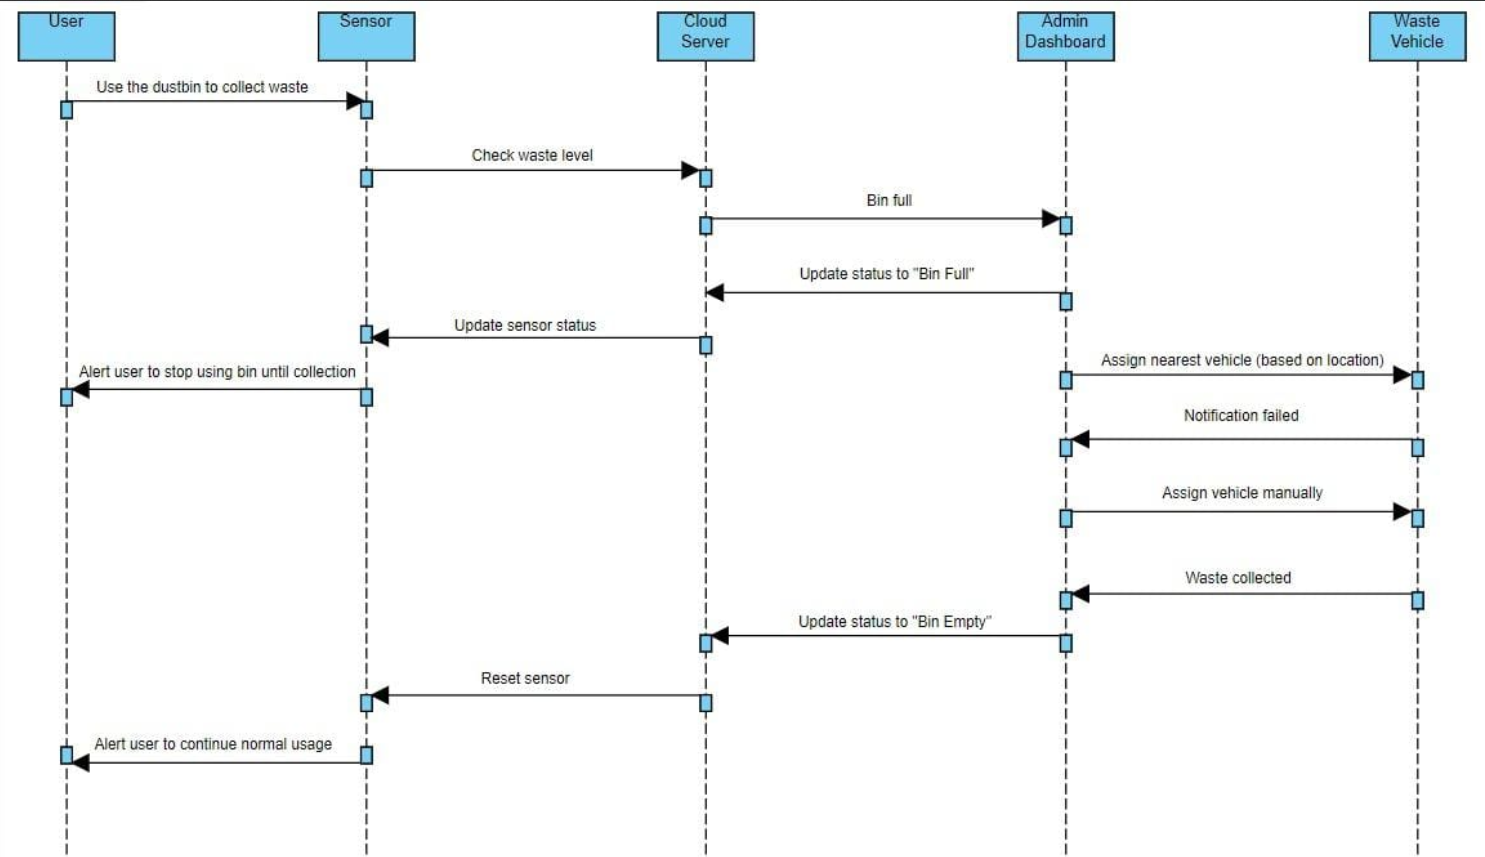 User
Sensor
Cloud
Server
Admin
Dashboard
Waste
Vehicle
Use the dustbin to collect waste
Check waste level
Bin full
Update status to "Bin Full"
Update sensor status
Assign nearest vehicle (based on location)
Alert user to stop using bin until collection
Notification failed
Assign vehicle manually
Waste collected
Update status to "Bin Empty"
Reset sensor
Alert user to continue normal usage